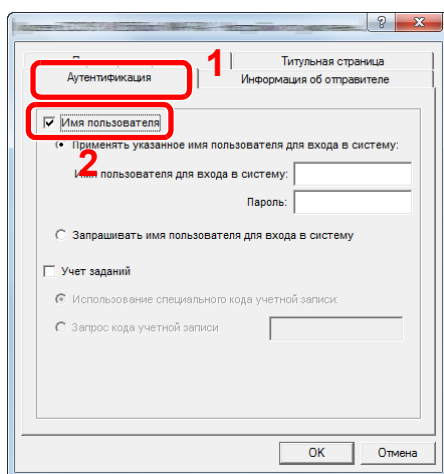 ?
X
1
Титульная страница
Аутентификация
Информация об отправителе
Имя пользователя
Применять указанное имя пользователя для входа в систему:
2
Имя пользователя для входа в систему:
Пароль:
Запрашивать имя пользователя для входа в систему
Учет заданий
Использование специального кода учетной записи:
Запрос кода учетной записи
OK
Отмена